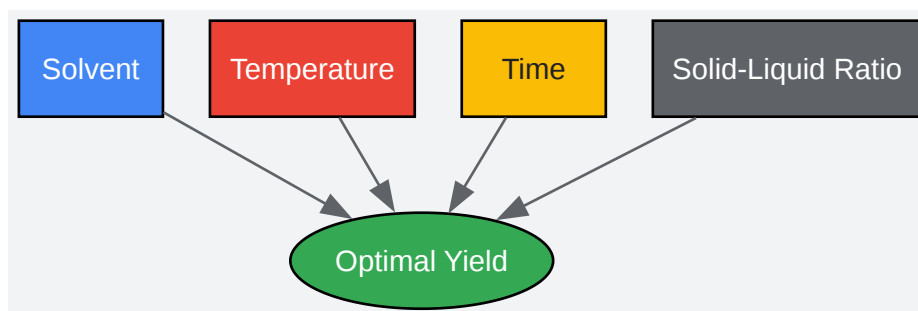 Solvent
Temperature
Time
Solid-Liquid Ratio
Optimal Yield